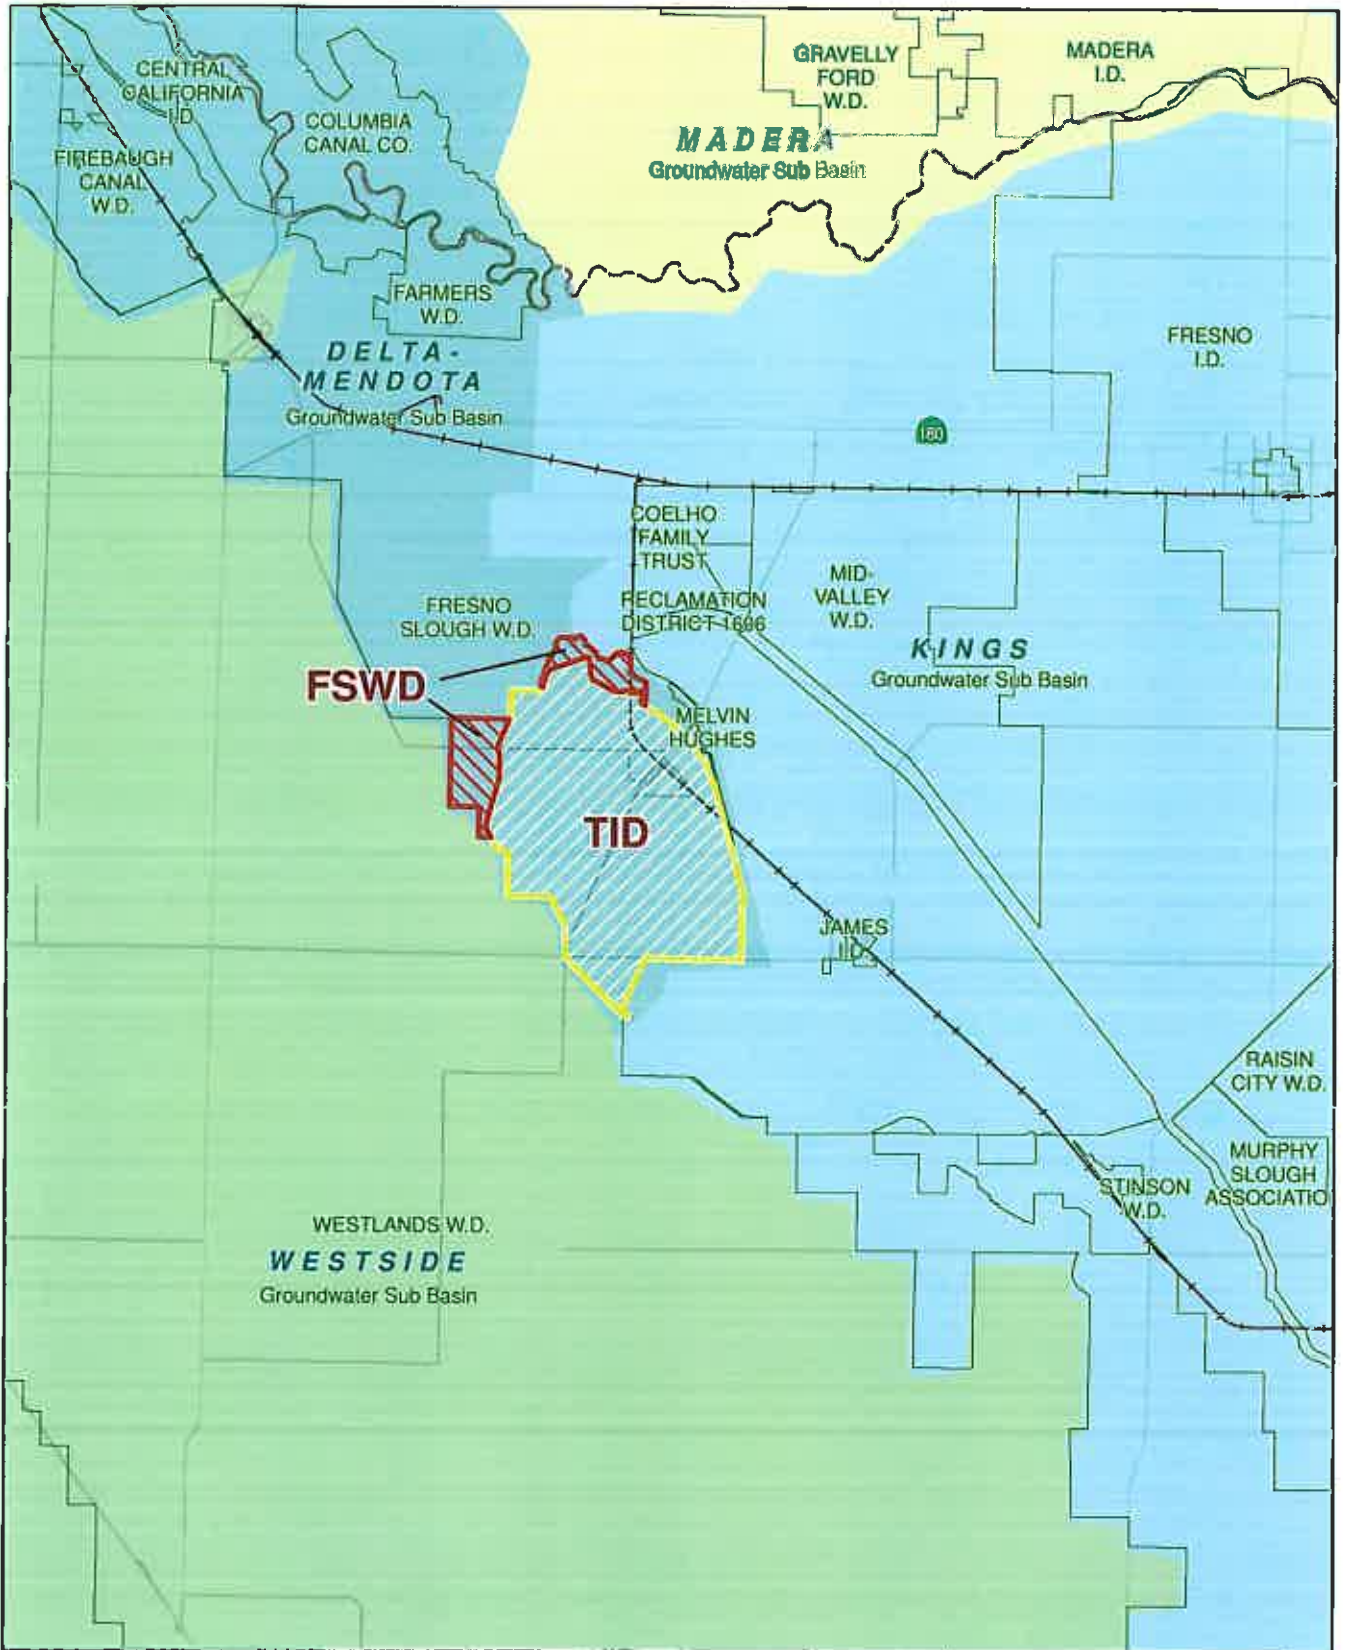 CENTRAL
CALIFORNIA
I.D.
COLUMBIA
CANAL CO.
FIREBAUGH
CANAL
W.D.
GRAVELLY
FORD
W.D.
MADERA
I.D.
MADERA
Groundwater Sub Basin
FARMERS
W.D.
DELTA-
MENDOTA
Groundwater Sub Basin
FRESNO
I.D.
180
COELHO
FAMILY
TRUST
RECLAMATION
DISTRICT 1606
MID-
VALLEY
W.D.
FRESNO
SLOUGH W.D.
KINGS
Groundwater Sub Basin
FSWD
MELVIN
HUGHES
TID
JAMES
I.D.
RAISIN
CITY W.D.
MURPHY
SLOUGH
ASSOCIATIO
STINSON
W.D.
WESTLANDS W.D.
WESTSIDE
Groundwater Sub Basin